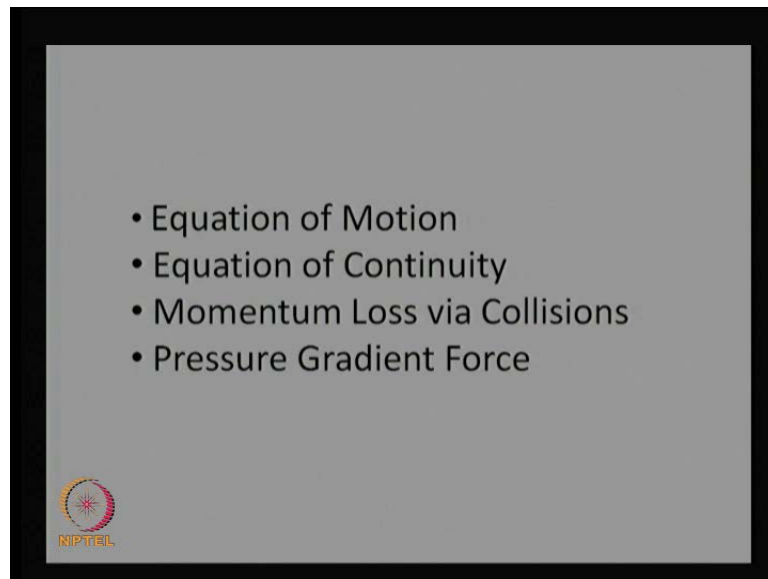 • Equation of Motion
• Equation of Continuity
• Momentum Loss via Collisions
• Pressure Gradient Force
NPTEL